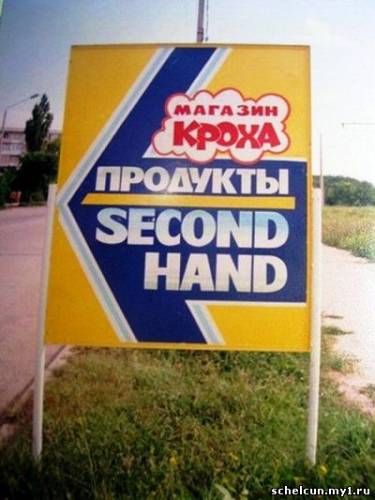 МАГАЗИН
КРОХА
ПРОДУКТЫ
SECOND
HAND
schelcun.my1.ru